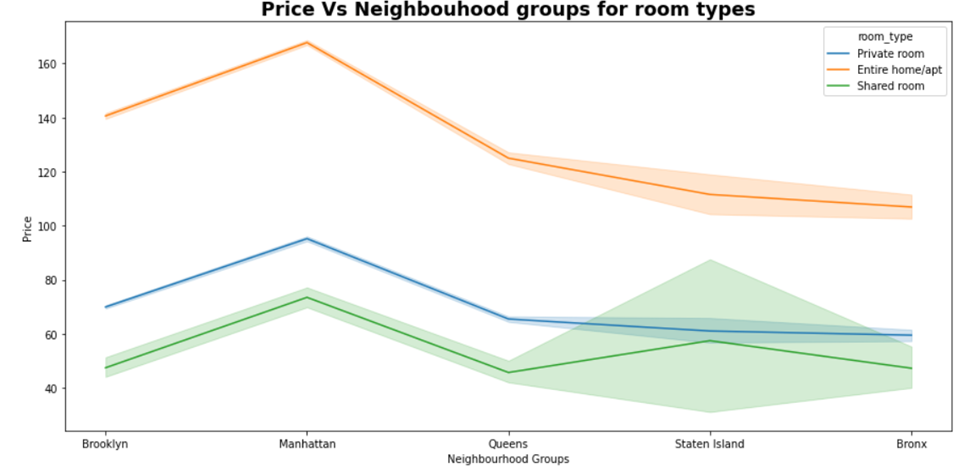 Price Vs Neighbouhood groups for room types
room_type
Private room
Entire home/apt
Shared room
160
140
120
100
80
60
40
Price
Brooklyn Manhattan Queens Staten Island Bronx
Neighbourhood Groups